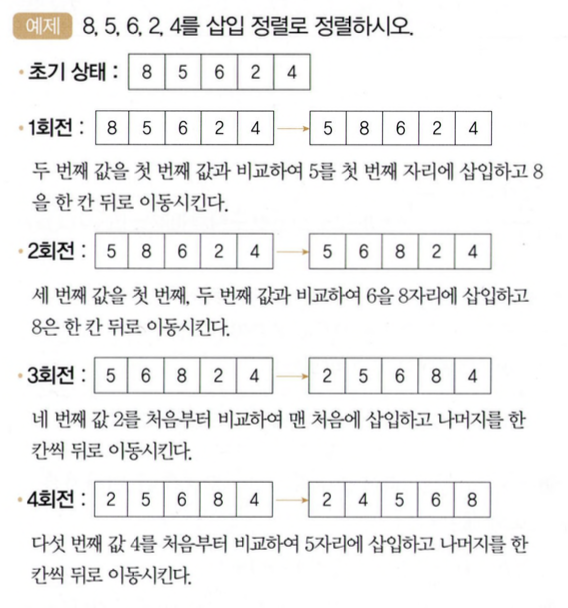 예제 8, 5, 6, 2, 4를 삽입 정렬로 정렬하시오.
• 초기 상태 : 8 5 6 2 4
• 1회전 : 8 5 6 2 4 → 5 8 6 2 4
두 번째 값을 첫 번째 값과 비교하여 5를 첫 번째 자리에 삽입하고 8
을 한 칸 뒤로 이동시킨다.
• 2회전 : 5 8 6 2 4 → 5 6 8 2 4
세 번째 값을 첫 번째, 두 번째 값과 비교하여 6을 8자리에 삽입하고
8은 한 칸 뒤로 이동시킨다.
• 3회전 : 5 6 8 2 4 → 2 5 6 8 4
네 번째 값 2를 처음부터 비교하여 맨 처음에 삽입하고 나머지를 한
칸씩 뒤로 이동시킨다.
• 4회전 : 2 5 6 8 4 → 2 4 5 6 8
다섯 번째 값 4를 처음부터 비교하여 5자리에 삽입하고 나머지를 한
칸씩 뒤로 이동시킨다.